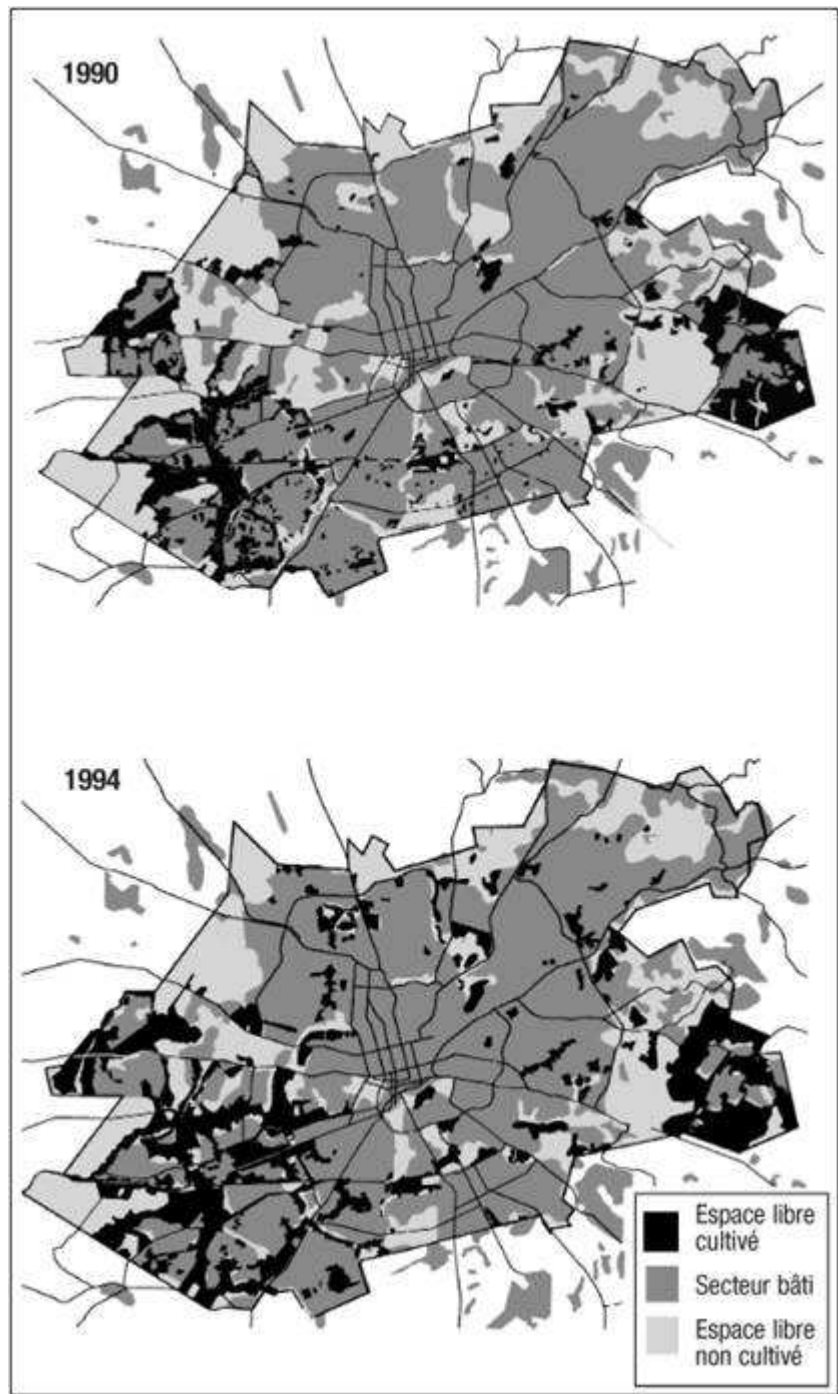 1990
1994
Espace libre
cultivé
Secteur bâti
Espace libre
non cultivé